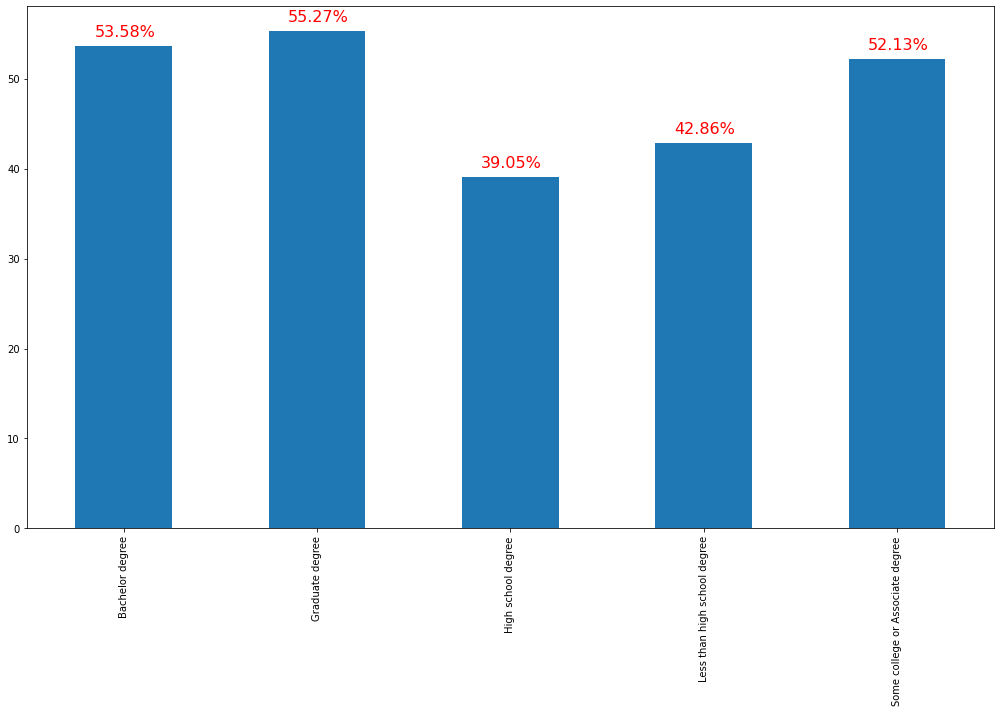 53.58%
55.27%
39.05%
42.86%
52.13%
50
40
30
20
10
0
Bachelor degree
Graduate degree
High school degree
Less than high school degree
Some college or Associate degree